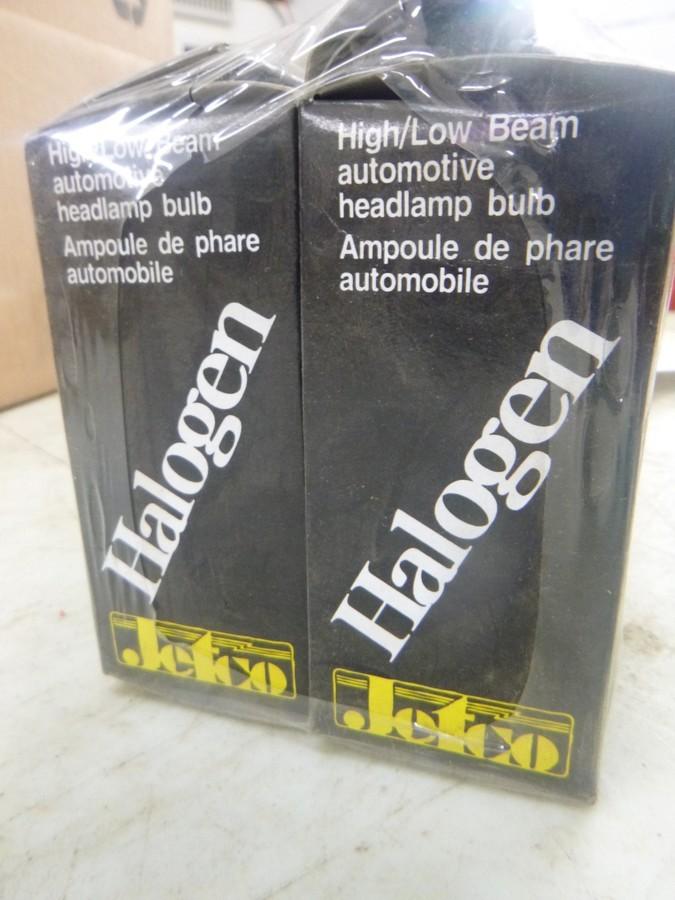 High/Low Beam
automotive
headlamp bulb
Ampoule de phare
automobile
Halogen
Jetco
High/Low Beam
automotive
headlamp bulb
Ampoule de phare
automobile
Halogen
Jetco